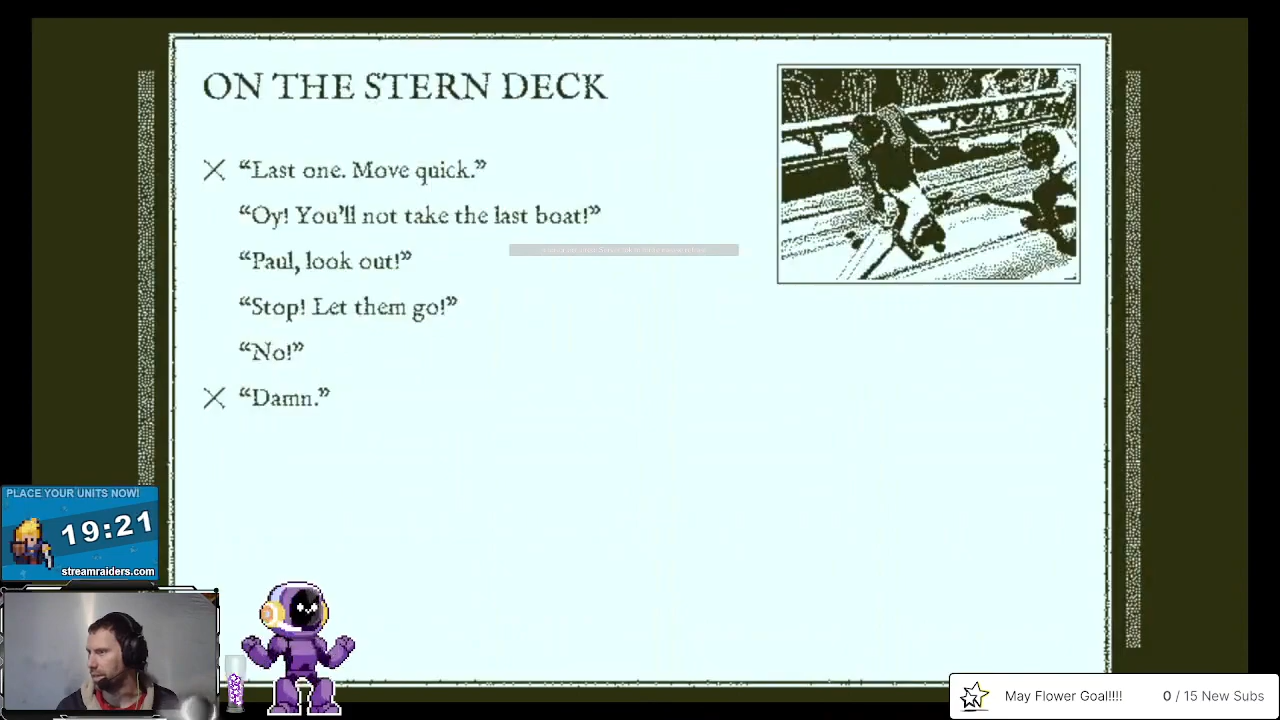 ON THE STERN DECK
“Last one. Move quick.”
“Oy! You’ll not take the last boat!”
“Paul, look out!”
“Stop! Let them go!”
“No!”
“Damn.”
PLACE YOUR UNITS NOW!
19:21
streamraiders.com
May Flower Goal!!!! 0 / 15 New Subs